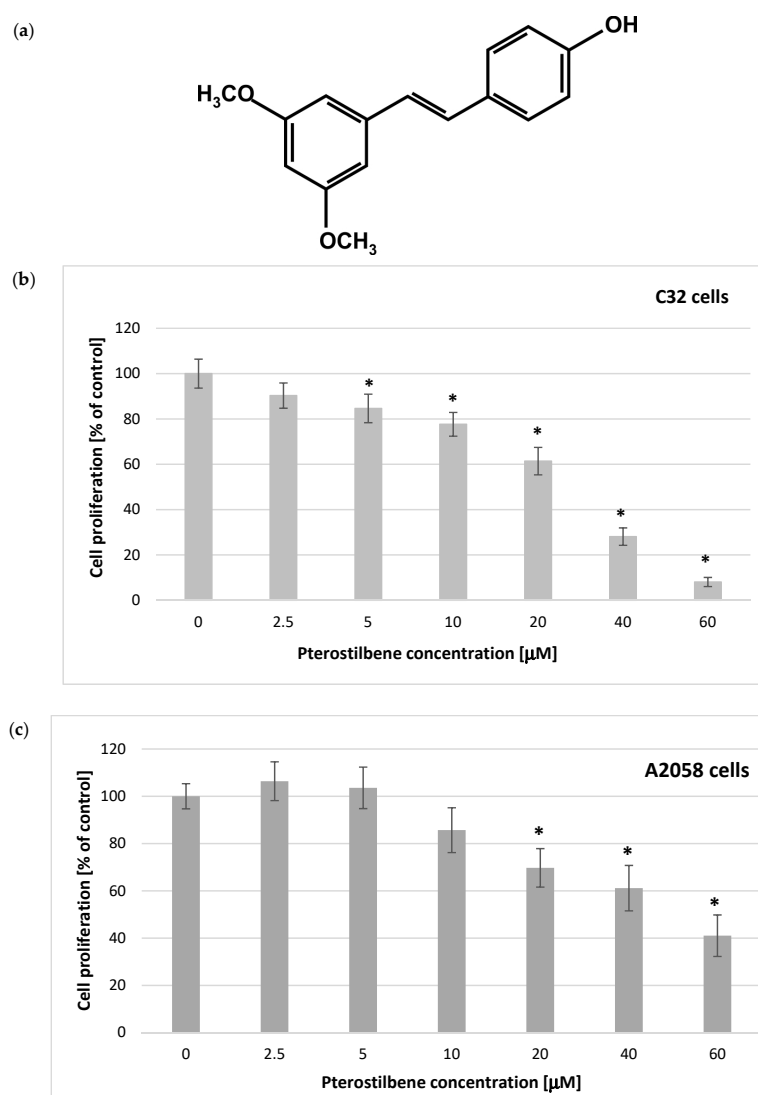 (a)
OH
H₃CO
OCH₃
(b)
C32 cells
Cell proliferation [% of control]
120
100
80
60
40
20
0
* * * * *
0 2.5 5 10 20 40 60
Pterostilbene concentration [µM]
(c)
A2058 cells
Cell proliferation [% of control]
120
100
80
60
40
20
0
* * *
0 2.5 5 10 20 40 60
Pterostilbene concentration [µM]